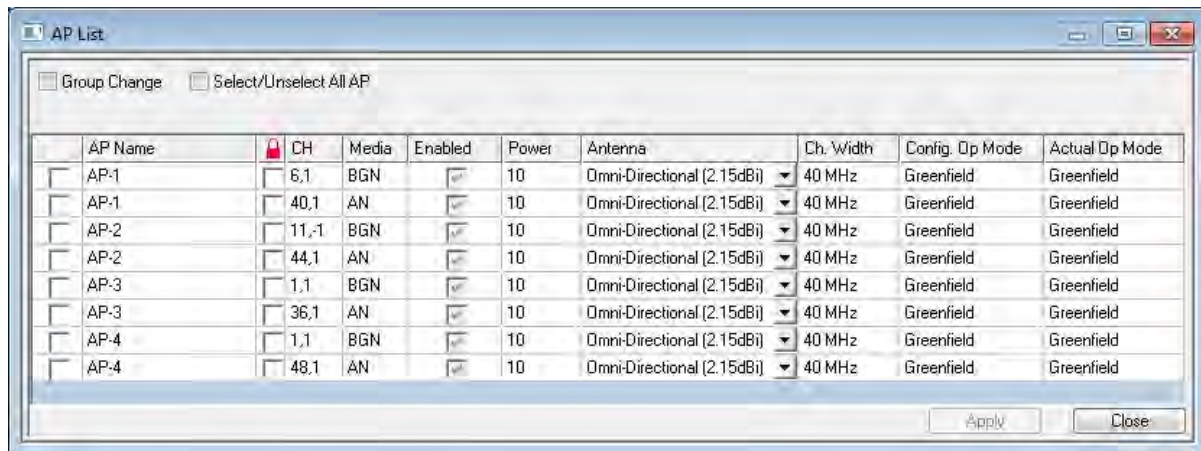 AP List
Group Change Select/Unselect All AP
AP Name CH Media Enabled Power Antenna Ch. Width Config. Op Mode Actual Op Mode
AP-1 6,1 BGN 10 Omni-Directional (2.15dBi) 40 MHz Greenfield Greenfield
AP-1 40,1 AN 10 Omni-Directional (2.15dBi) 40 MHz Greenfield Greenfield
AP-2 11,-1 BGN 10 Omni-Directional (2.15dBi) 40 MHz Greenfield Greenfield
AP-2 44,1 AN 10 Omni-Directional (2.15dBi) 40 MHz Greenfield Greenfield
AP-3 1,1 BGN 10 Omni-Directional (2.15dBi) 40 MHz Greenfield Greenfield
AP-3 36,1 AN 10 Omni-Directional (2.15dBi) 40 MHz Greenfield Greenfield
AP-4 1,1 BGN 10 Omni-Directional (2.15dBi) 40 MHz Greenfield Greenfield
AP-4 48,1 AN 10 Omni-Directional (2.15dBi) 40 MHz Greenfield Greenfield
Apply Close